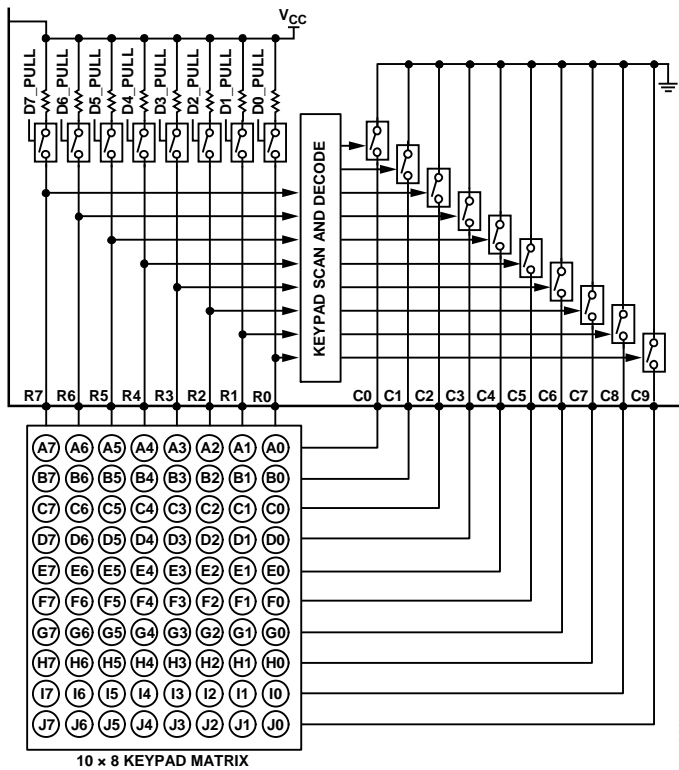 VCC
D7_PULL
D6_PULL
D5_PULL
D4_PULL
D3_PULL
D2_PULL
D1_PULL
D0_PULL
KEYPAD SCAN AND DECODE
R7 R6 R5 R4 R3 R2 R1 R0 C0 C1 C2 C3 C4 C5 C6 C7 C8 C9
A7 A6 A5 A4 A3 A2 A1 A0
B7 B6 B5 B4 B3 B2 B1 B0
C7 C6 C5 C4 C3 C2 C1 C0
D7 D6 D5 D4 D3 D2 D1 D0
E7 E6 E5 E4 E3 E2 E1 E0
F7 F6 F5 F4 F3 F2 F1 F0
G7 G6 G5 G4 G3 G2 G1 G0
H7 H6 H5 H4 H3 H2 H1 H0
I7 I6 I5 I4 I3 I2 I1 I0
J7 J6 J5 J4 J3 J2 J1 J0
10 × 8 KEYPAD MATRIX